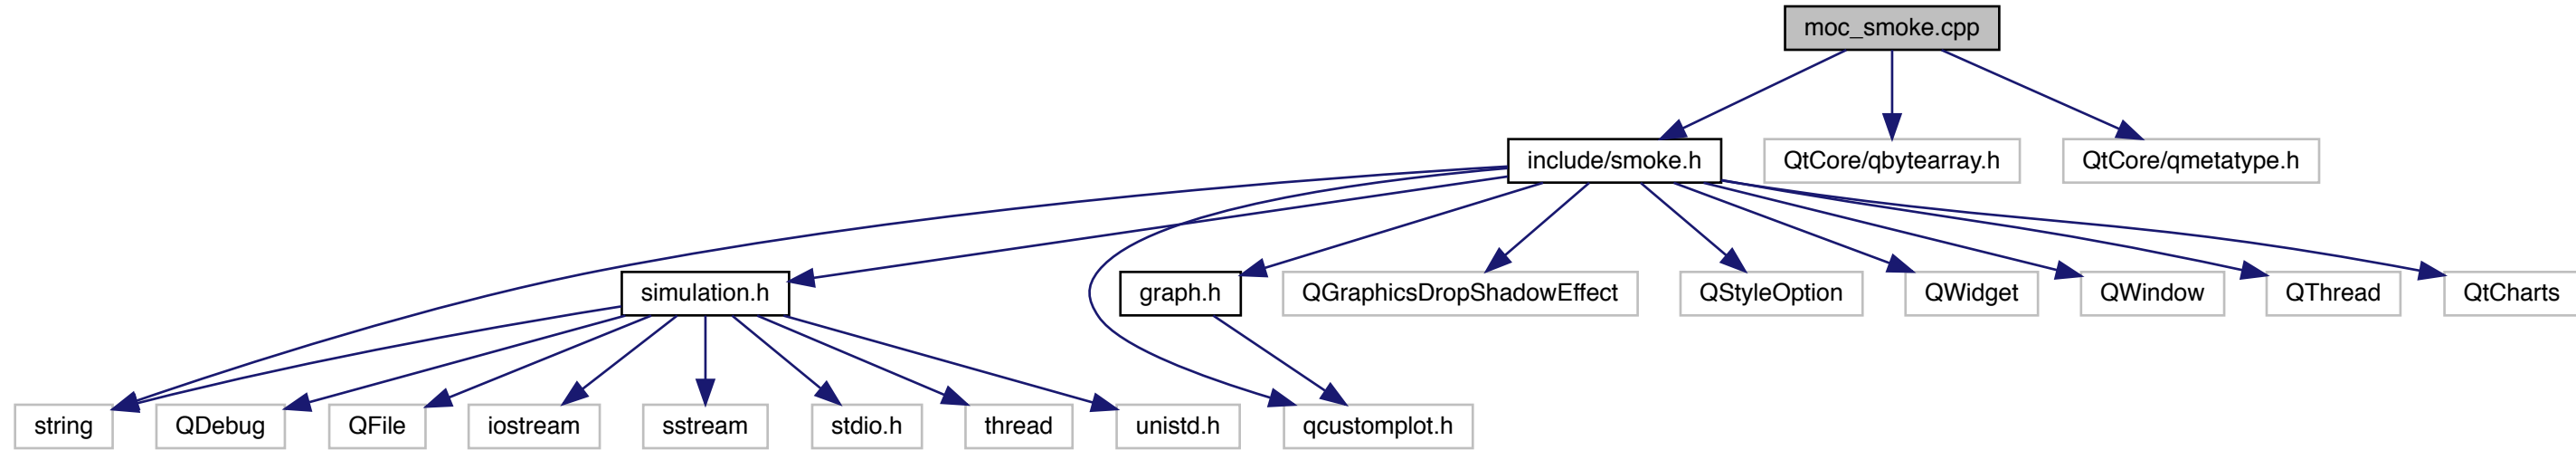 moc_smoke.cpp
include/smoke.h
QtCore/qbytearray.h
QtCore/qmetatype.h
simulation.h
graph.h
QGraphicsDropShadowEffect
QStyleOption
QWidget
QWindow
QThread
QtCharts
string
QDebug
QFile
iostream
sstream
stdio.h
thread
unistd.h
qcustomplot.h